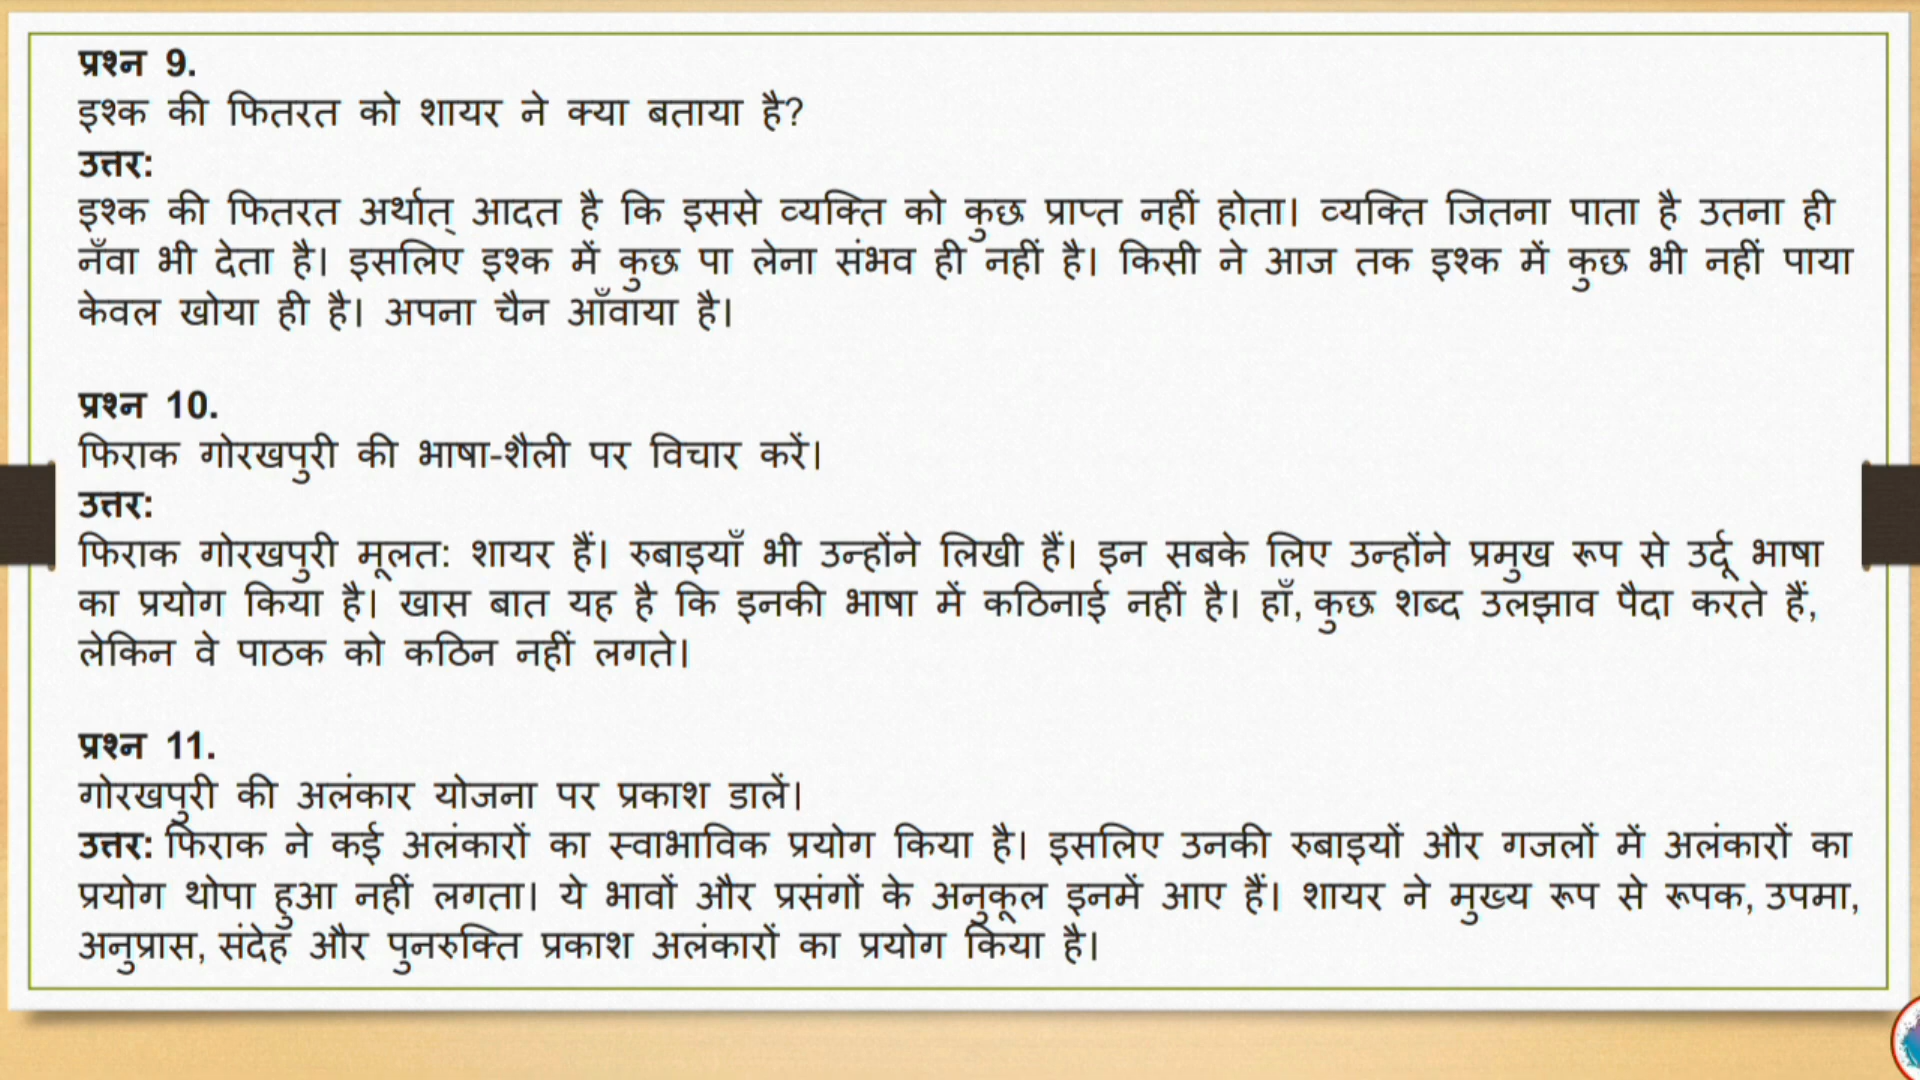 प्रश्न 9.
इश्क की फितरत को शायर ने क्या बताया है?
उत्तर:
इश्क की फितरत अर्थात् आदत है कि इससे व्यक्ति को कुछ प्राप्त नहीं होता। व्यक्ति जितना पाता है उतना ही
नँवा भी देता है। इसलिए इश्क में कुछ पा लेना संभव ही नहीं है। किसी ने आज तक इश्क में कुछ भी नहीं पाया
केवल खोया ही है। अपना चैन आँवाया है।
प्रश्न 10.
फिराक गोरखपुरी की भाषा-शैली पर विचार करें।
उत्तर:
फिराक गोरखपुरी मूलत: शायर हैं। रुबाइयाँ भी उन्होंने लिखी हैं। इन सबके लिए उन्होंने प्रमुख रूप से उर्दू भाषा
का प्रयोग किया है। खास बात यह है कि इनकी भाषा में कठिनाई नहीं है। हाँ, कुछ शब्द उलझाव पैदा करते हैं,
लेकिन वे पाठक को कठिन नहीं लगते।
प्रश्न 11.
गोरखपुरी की अलंकार योजना पर प्रकाश डालें।
उत्तर: फिराक ने कई अलंकारों का स्वाभाविक प्रयोग किया है। इसलिए उनकी रुबाइयों और गजलों में अलंकारों का
प्रयोग थोपा हुआ नहीं लगता। ये भावों और प्रसंगों के अनुकूल इनमें आए हैं। शायर ने मुख्य रूप से रूपक, उपमा,
अनुप्रास, संदेह और पुनरुक्ति प्रकाश अलंकारों का प्रयोग किया है।